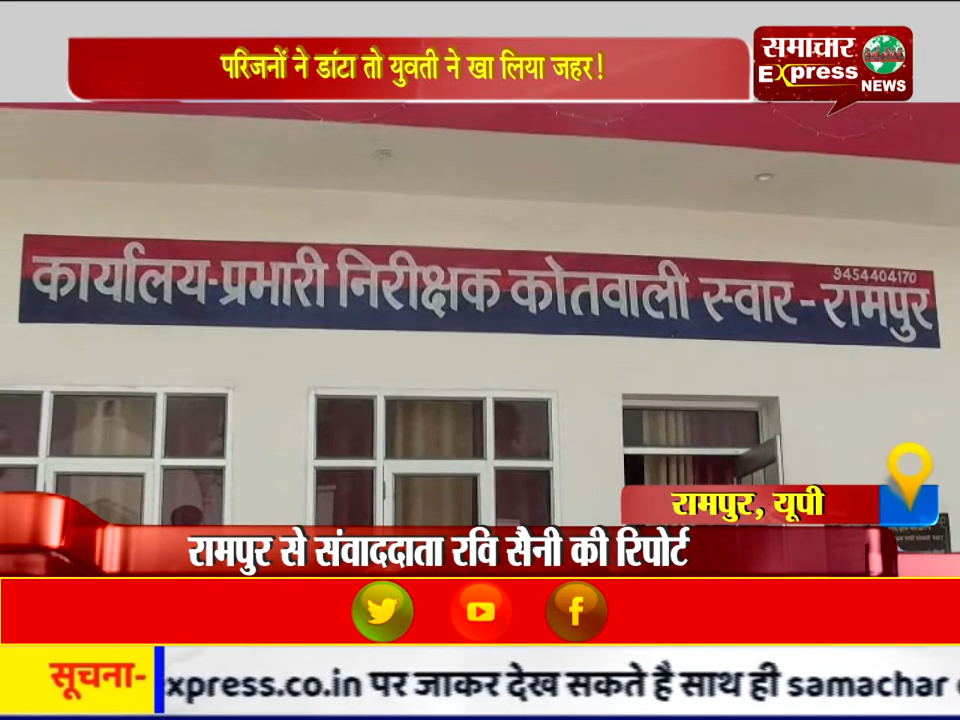 परिजनों ने डांटा तो युवती ने खा लिया जहर!
समाचार
Express
NEWS
9454404170
कार्यालय-प्रभारी निरीक्षक कोतवाली स्वार-रामपुर
रामपुर, यूपी
रामपुर से संवाददाता रवि सैनी की रिपोर्ट
सूचना- xpress.co.in पर जाकर देख सकते है साथ ही samachar